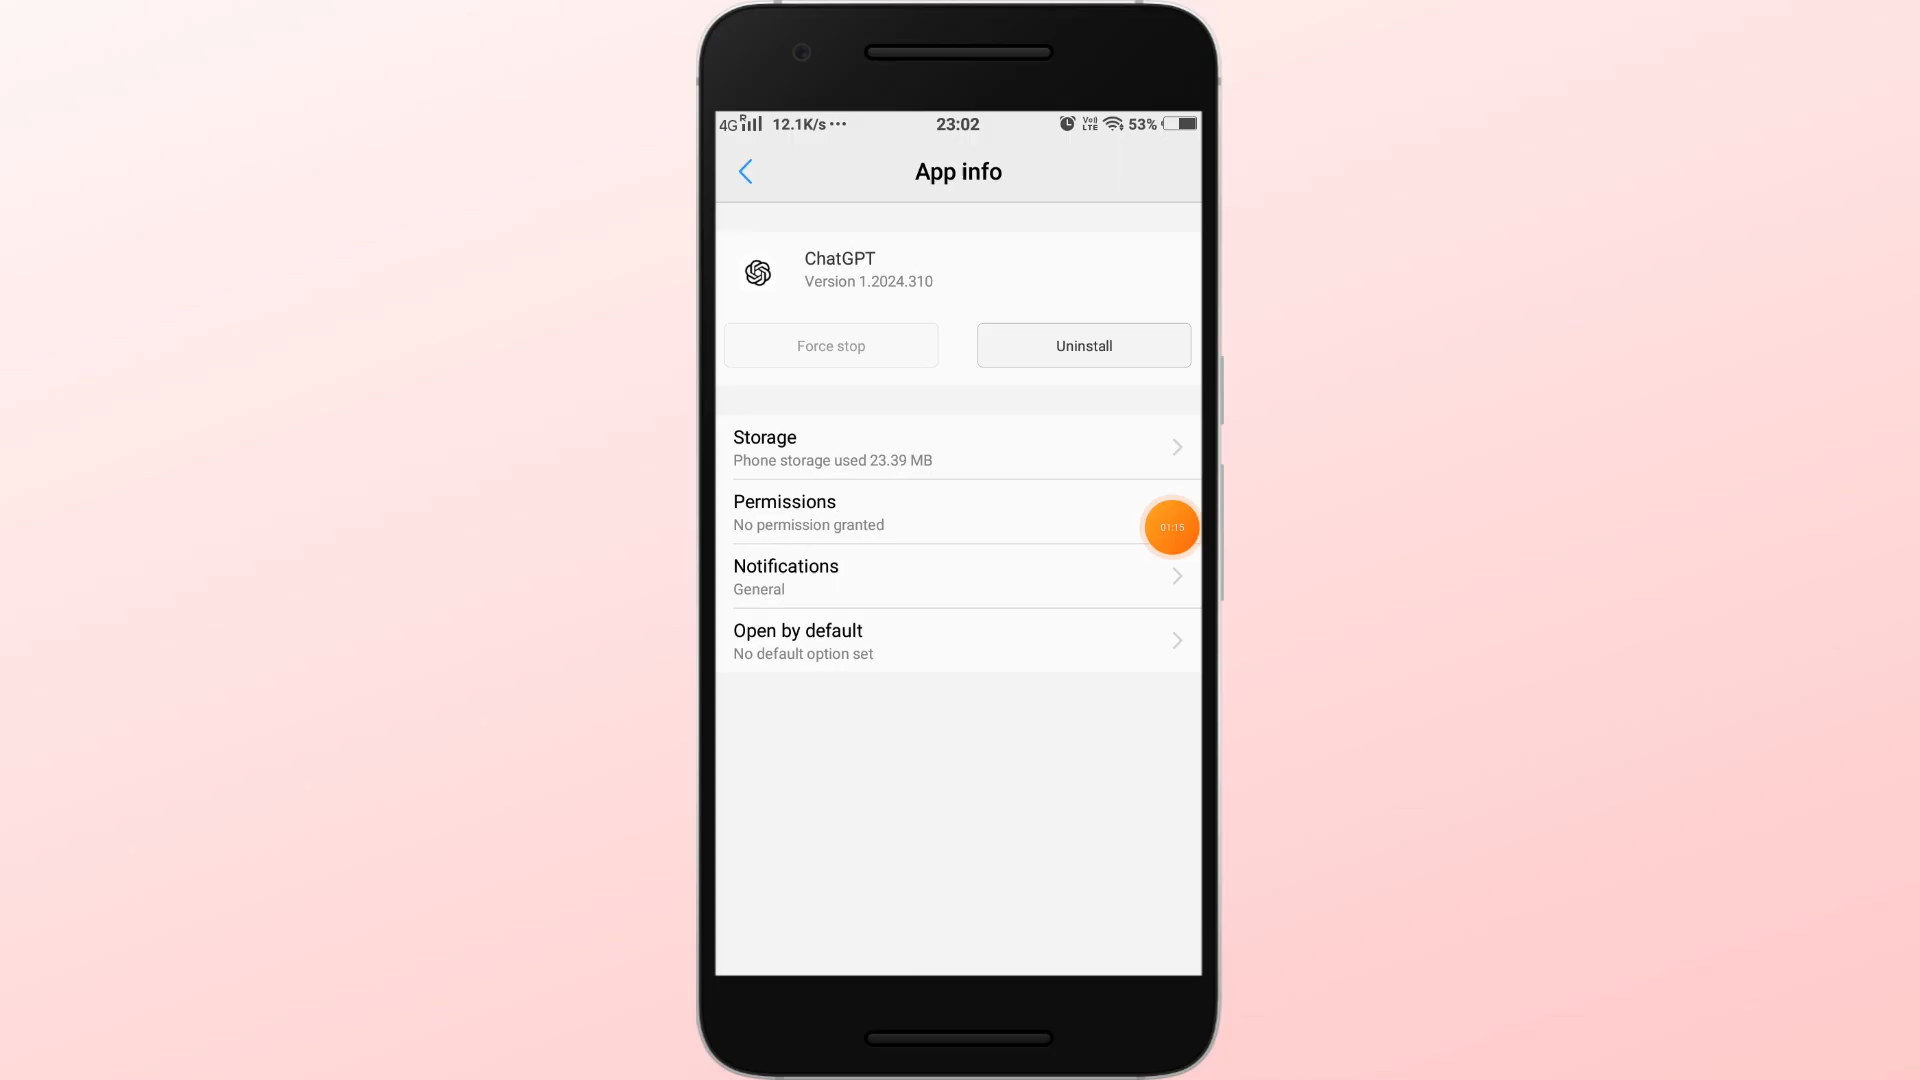 4G R 12.1K/s ... 23:02 VoLTE 53%
App info
ChatGPT
Version 1.2024.310
Force stop Uninstall
Storage
Phone storage used 23.39 MB
Permissions
No permission granted
01:15
Notifications
General
Open by default
No default option set